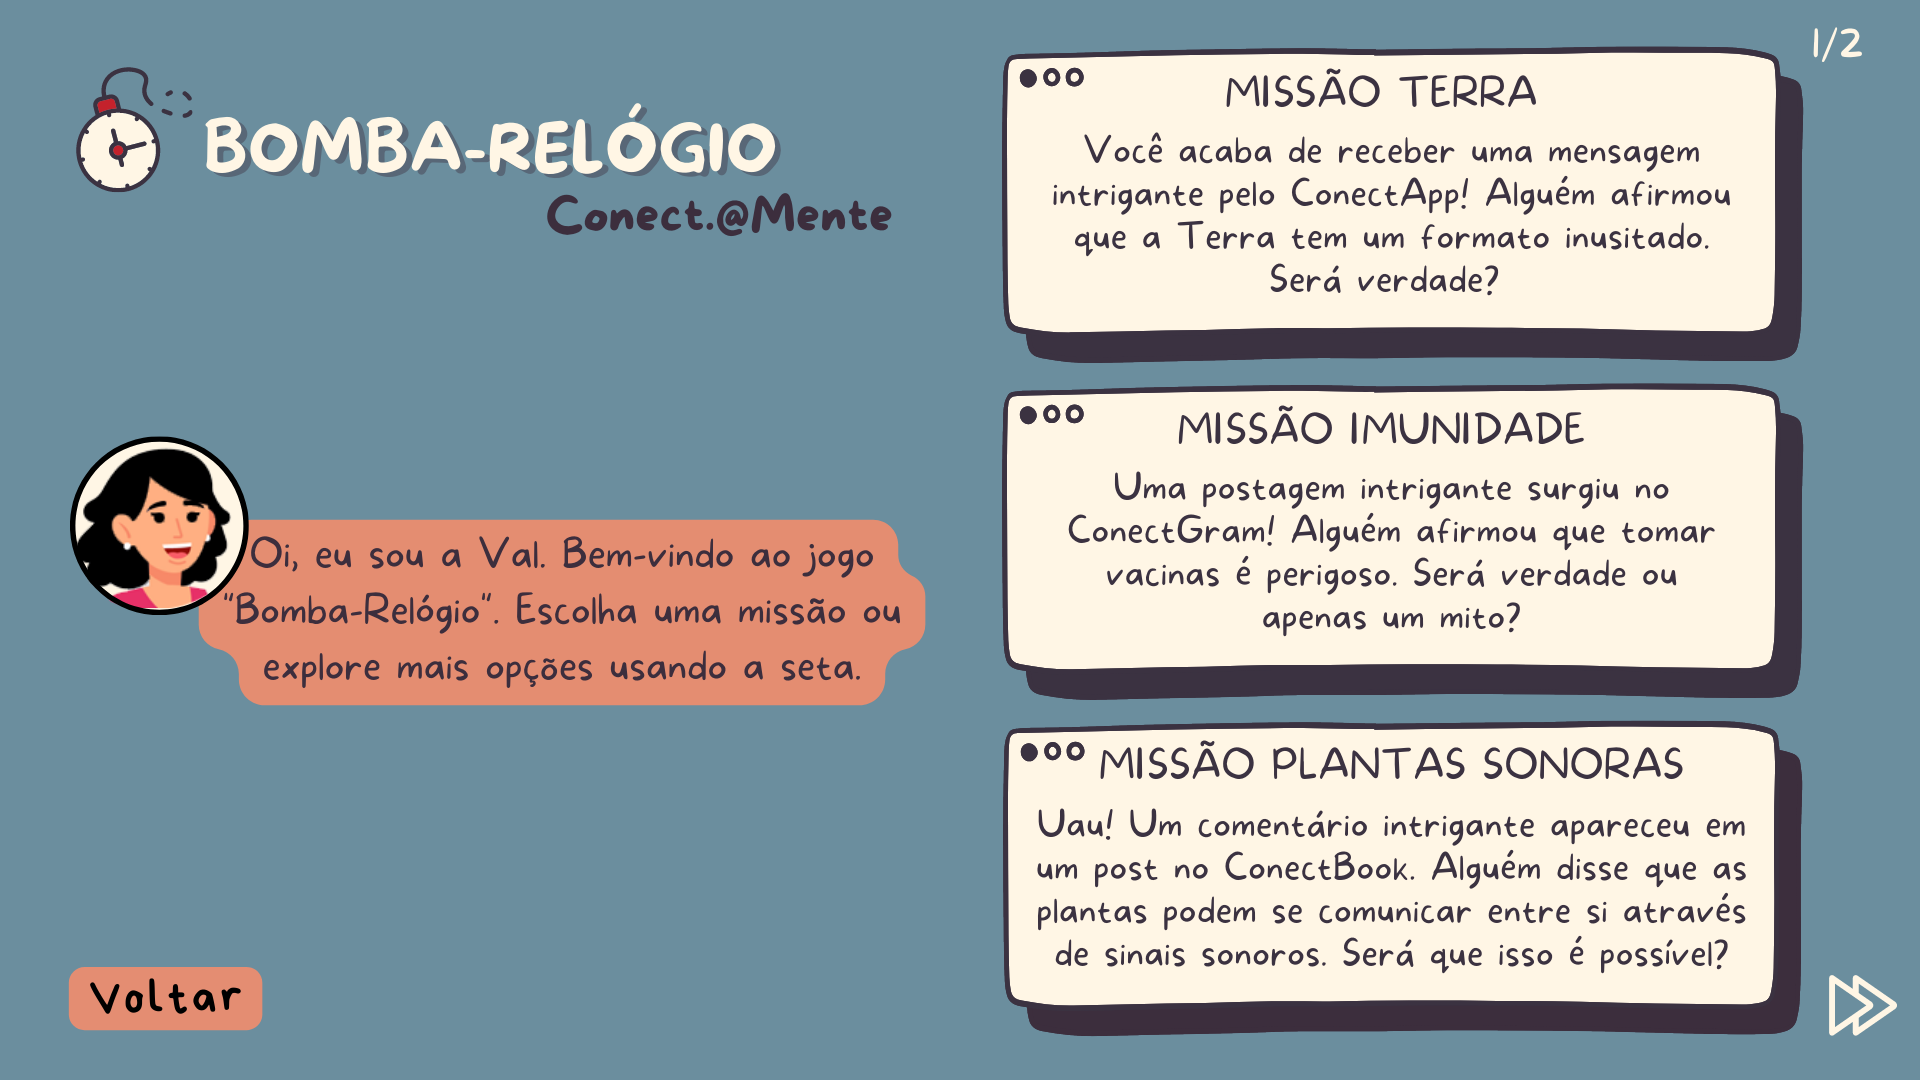 BOMBA-RELÓGIO
Conect.@Mente
Oi, eu sou a Val. Bem-vindo ao jogo
"Bomba-Relógio". Escolha uma missão ou
explore mais opções usando a seta.
Voltar
1/2
MISSÃO TERRA
Você acaba de receber uma mensagem
intrigante pelo ConectApp! Alguém afirmou
que a Terra tem um formato inusitado.
Será verdade?
MISSÃO IMUNIDADE
Uma postagem intrigante surgiu no
ConectGram! Alguém afirmou que tomar
vacinas é perigoso. Será verdade ou
apenas um mito?
MISSÃO PLANTAS SONORAS
Uau! Um comentário intrigante apareceu em
um post no ConectBook. Alguém disse que as
plantas podem se comunicar entre si através
de sinais sonoros. Será que isso é possível?